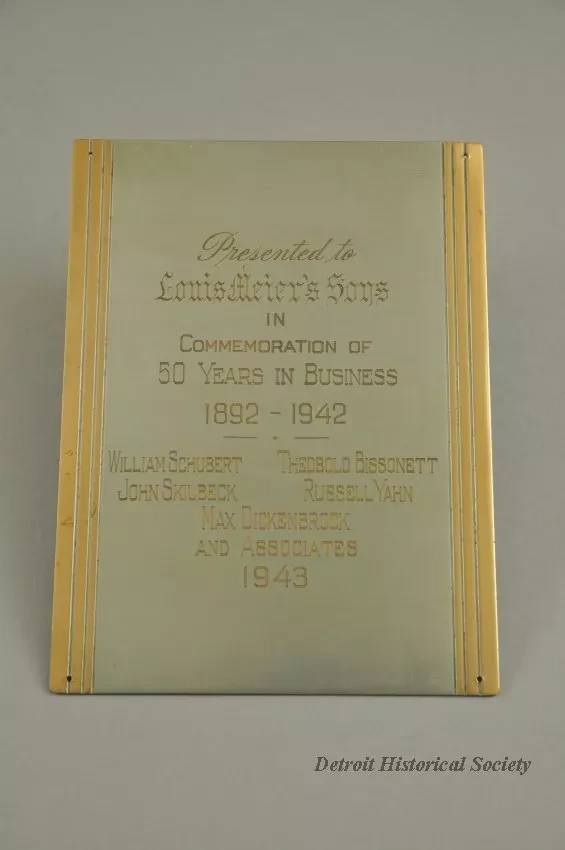 Presented to
Louis Meier's Sons
IN
COMMEMORATION OF
50 YEARS IN BUSINESS
1892 - 1942
WILLIAM SCHUBERT THEOBOLD BISSONETT
JOHN SKILBECK RUSSELL YAHN
MAX DICKENBROCK
AND ASSOCIATES
1943
Detroit Historical Society